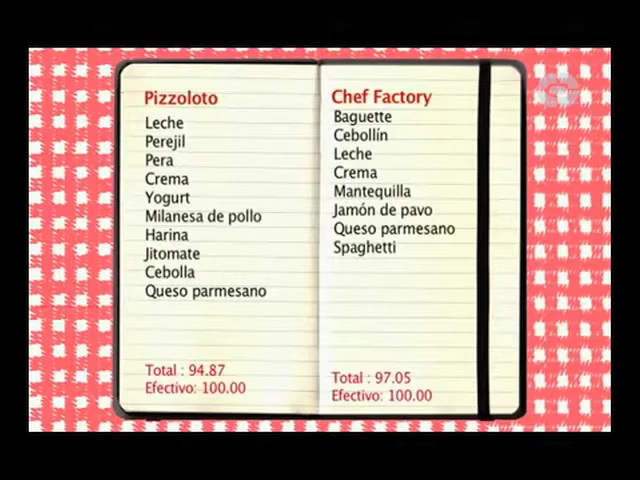 Pizzoloto
Leche
Perejil
Pera
Crema
Yogurt
Milanesa de pollo
Harina
Jitomate
Cebolla
Queso parmesano
Total : 94.87
Efectivo: 100.00
Chef Factory
Baguette
Cebollín
Leche
Crema
Mantequilla
Jamón de pavo
Queso parmesano
Spaghetti
Total : 97.05
Efectivo: 100.00